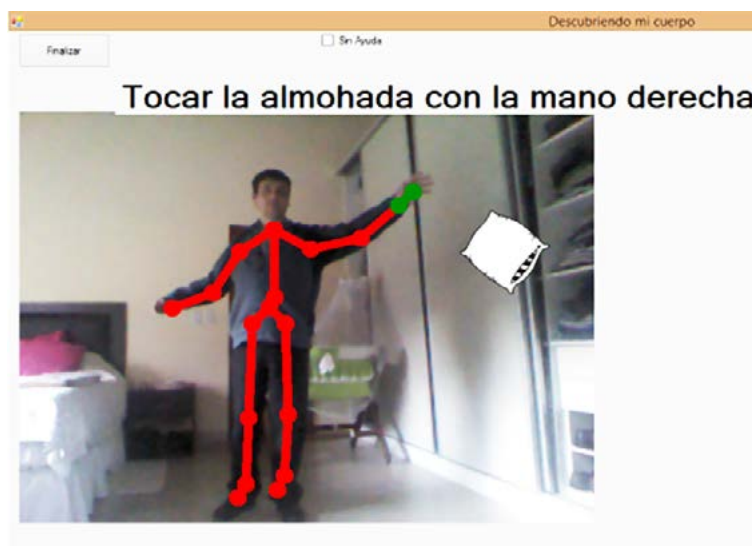 Descubriendo mi cuerpo
Finalizar
Sin Ayuda
Tocar la almohada con la mano derecha